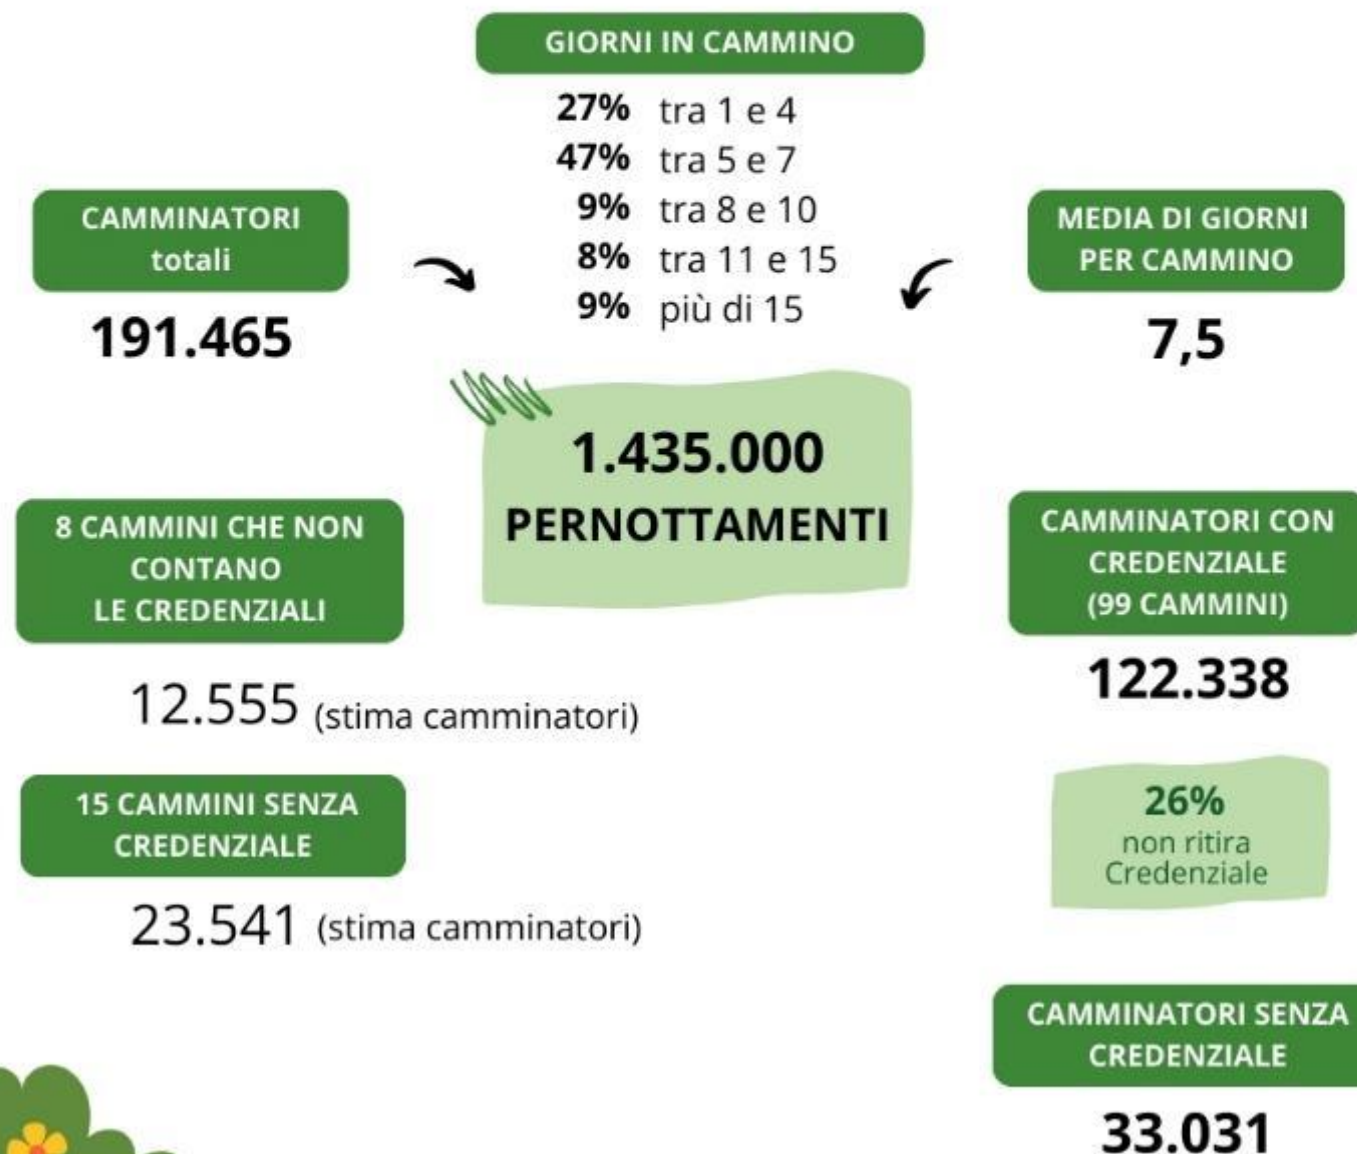 GIORNI IN CAMMINO
27% tra 1 e 4
47% tra 5 e 7
9% tra 8 e 10
8% tra 11 e 15
9% più di 15
CAMMINATORI
totali
191.465
MEDIA DI GIORNI
PER CAMMINO
7,5
1.435.000
PERNOTTAMENTI
8 CAMMINI CHE NON
CONTANO
LE CREDENZIALI
12.555 (stima camminatori)
15 CAMMINI SENZA
CREDENZIALE
23.541 (stima camminatori)
CAMMINATORI CON
CREDENZIALE
(99 CAMMINI)
122.338
26%
non ritira
Credenziale
CAMMINATORI SENZA
CREDENZIALE
33.031